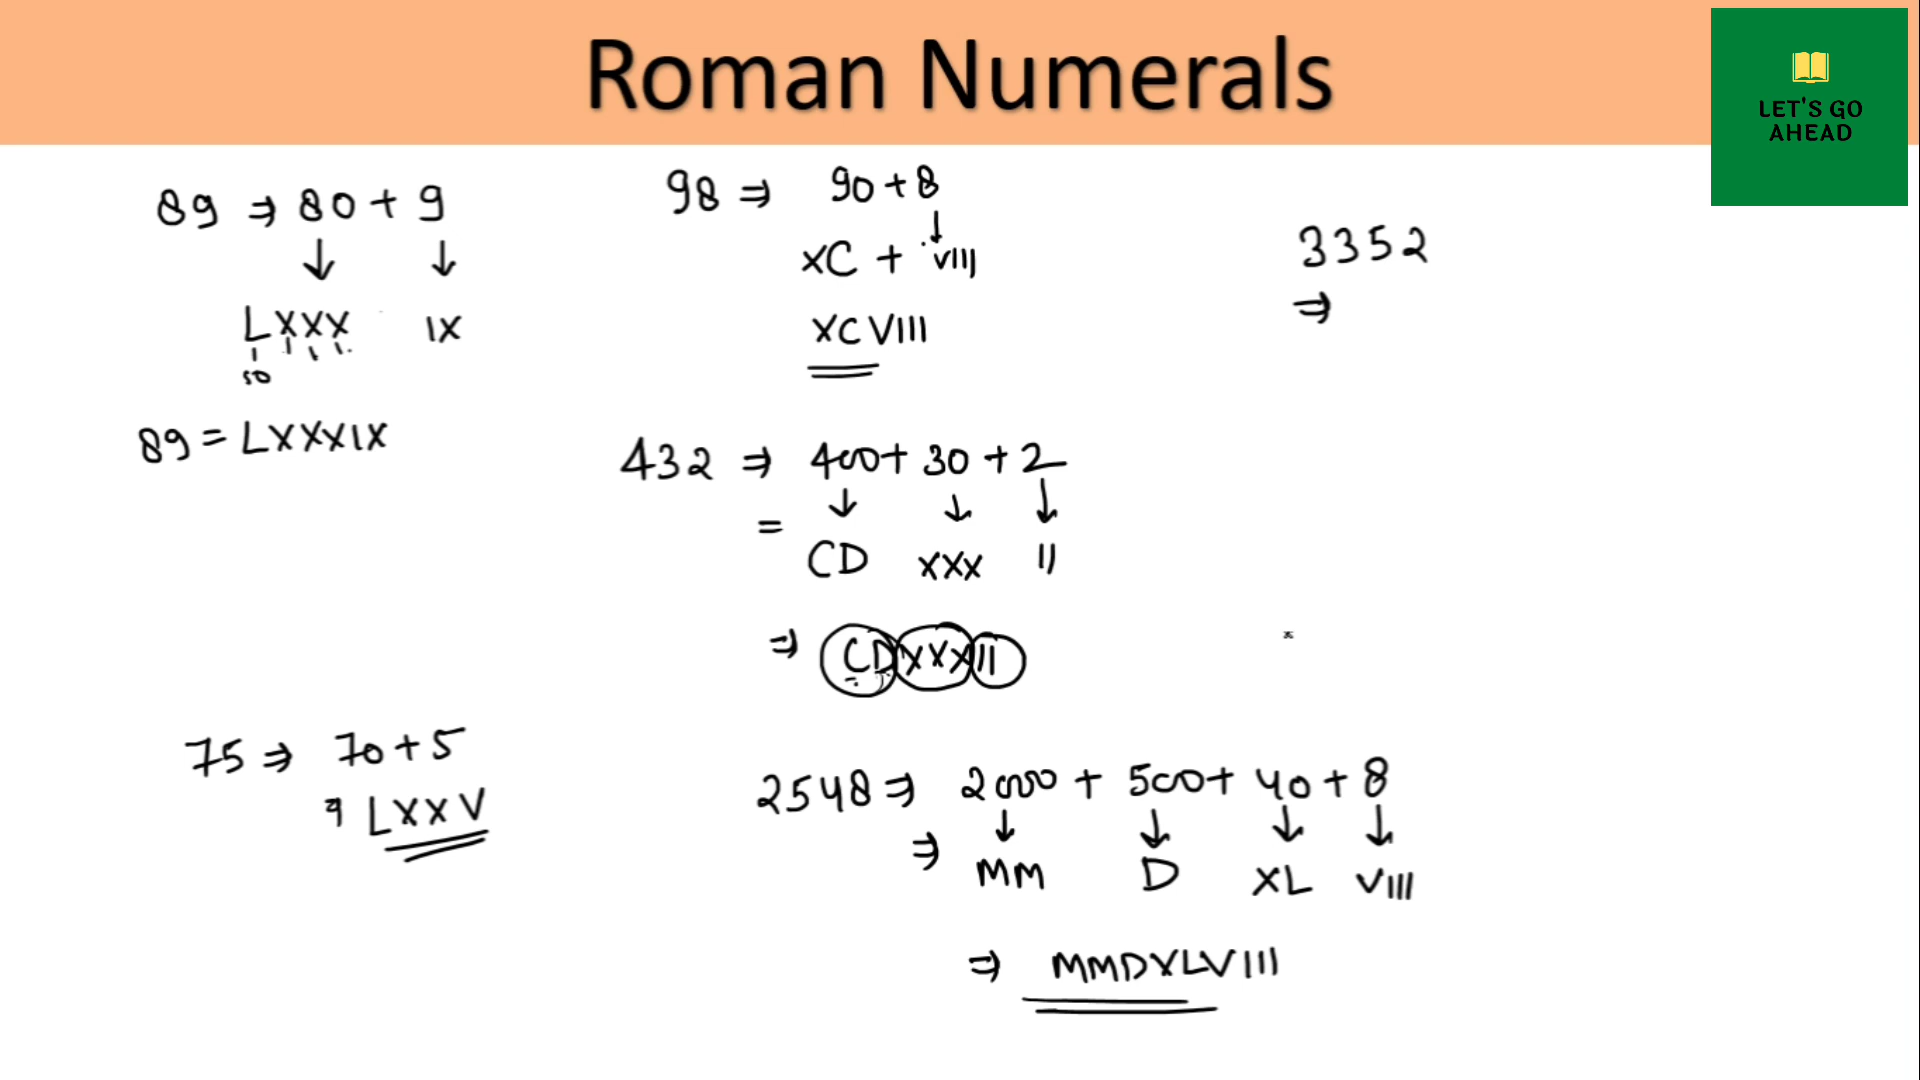 Roman Numerals
LET'S GO
AHEAD
89 ⇒ 80 + 9
↓ ↓
LXXX IX
50
89 = LXXXIX
75 ⇒ 70 + 5
LXXV
98 ⇒ 90 + 8
↓
XC + VIII
XCVIII
432 ⇒ 400 + 30 + 2
↓ ↓ ↓
= CD XXX II
⇒ CDXXXII
2548 ⇒ 2000 + 500 + 40 + 8
↓ ↓ ↓ ↓
⇒ MM D XL VIII
⇒ MMDXLVIII
3352
⇒